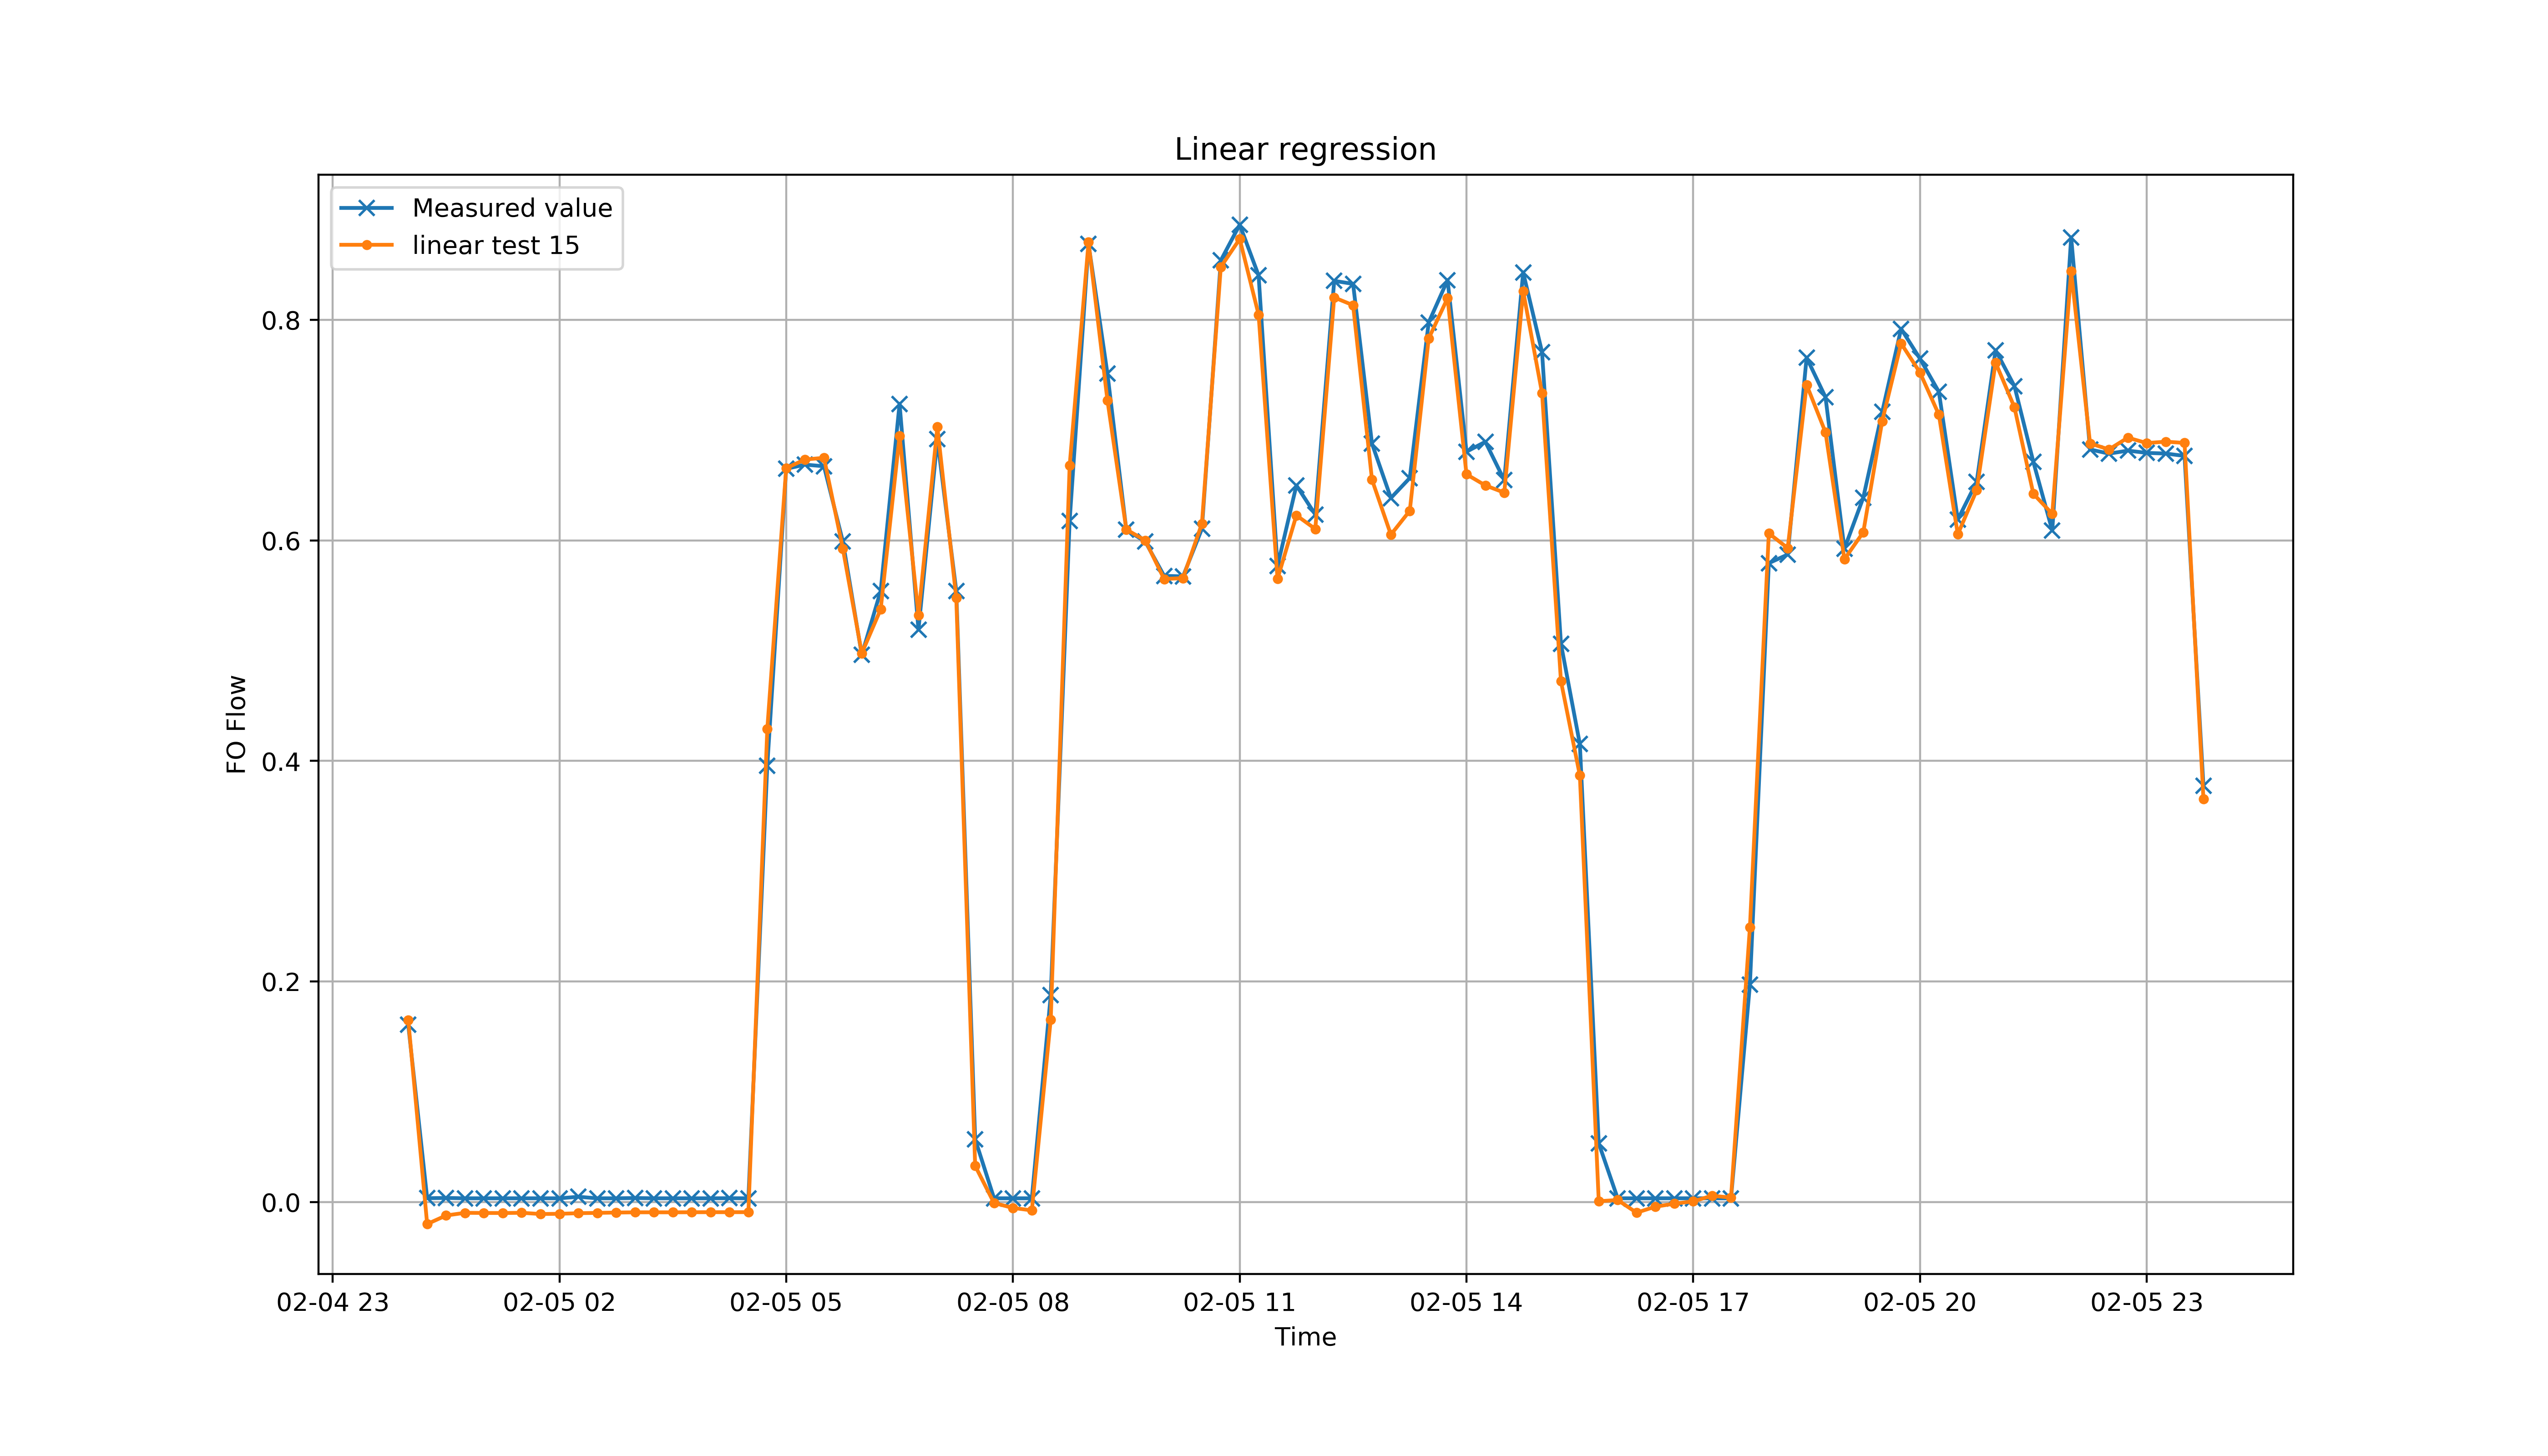 Linear regression
Measured value
linear test 15
FO Flow
0.8
0.6
0.4
0.2
0.0
02-04 23 02-05 02 02-05 05 02-05 08 02-05 11 02-05 14 02-05 17 02-05 20 02-05 23
Time